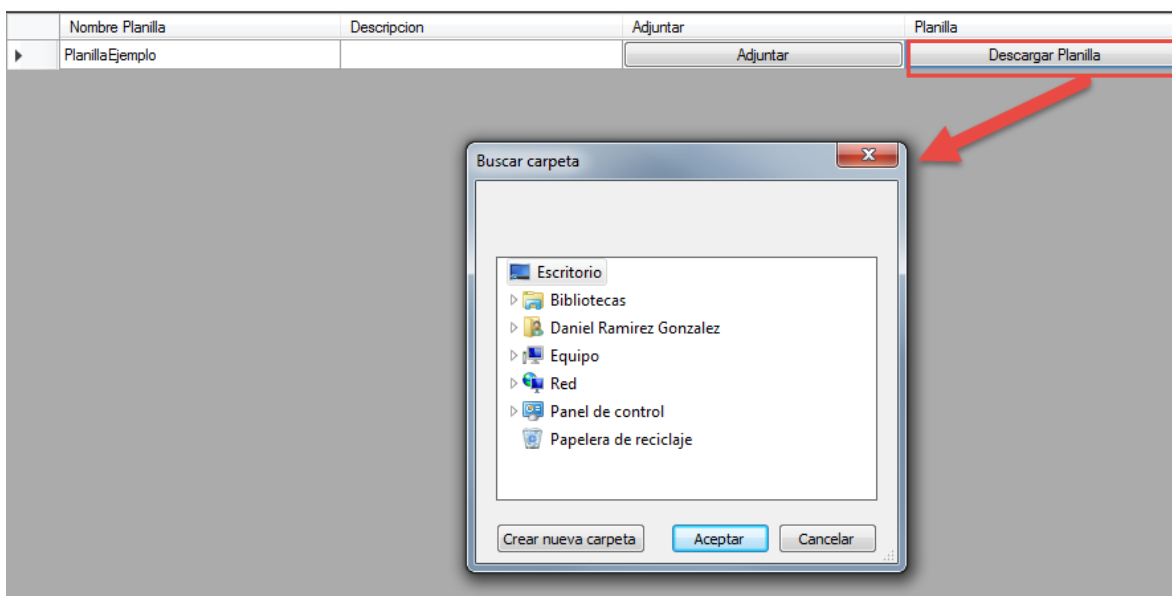 Nombre Planilla Descripcion Adjuntar Planilla
PlanillaEjemplo Adjuntar Descargar Planilla
Buscar carpeta
Escritorio
Bibliotecas
Daniel Ramirez Gonzalez
Equipo
Red
Panel de control
Papelera de reciclaje
Crear nueva carpeta Aceptar Cancelar